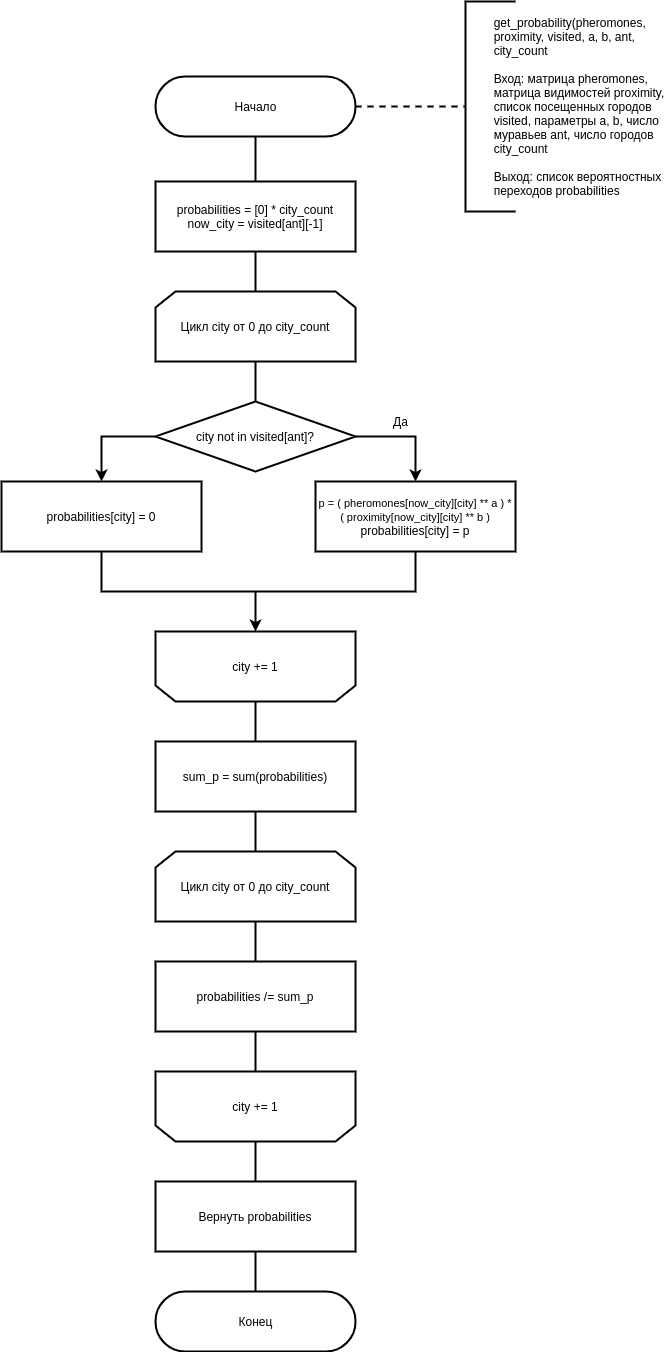 get_probability(pheromones,
proximity, visited, a, b, ant,
city_count
Вход: матрица pheromones,
матрица видимостей proximity,
список посещенных городов
visited, параметры a, b, число
муравьев ant, число городов
city_count
Выход: список вероятностных
переходов probabilities
Начало
probabilities = [0] * city_count
now_city = visited[ant][-1]
Цикл city от 0 до city_count
city not in visited[ant]?
Да
probabilities[city] = 0
p = ( pheromones[now_city][city] ** a ) *
( proximity[now_city][city] ** b )
probabilities[city] = p
city += 1
sum_p = sum(probabilities)
Цикл city от 0 до city_count
probabilities /= sum_p
city += 1
Вернуть probabilities
Конец